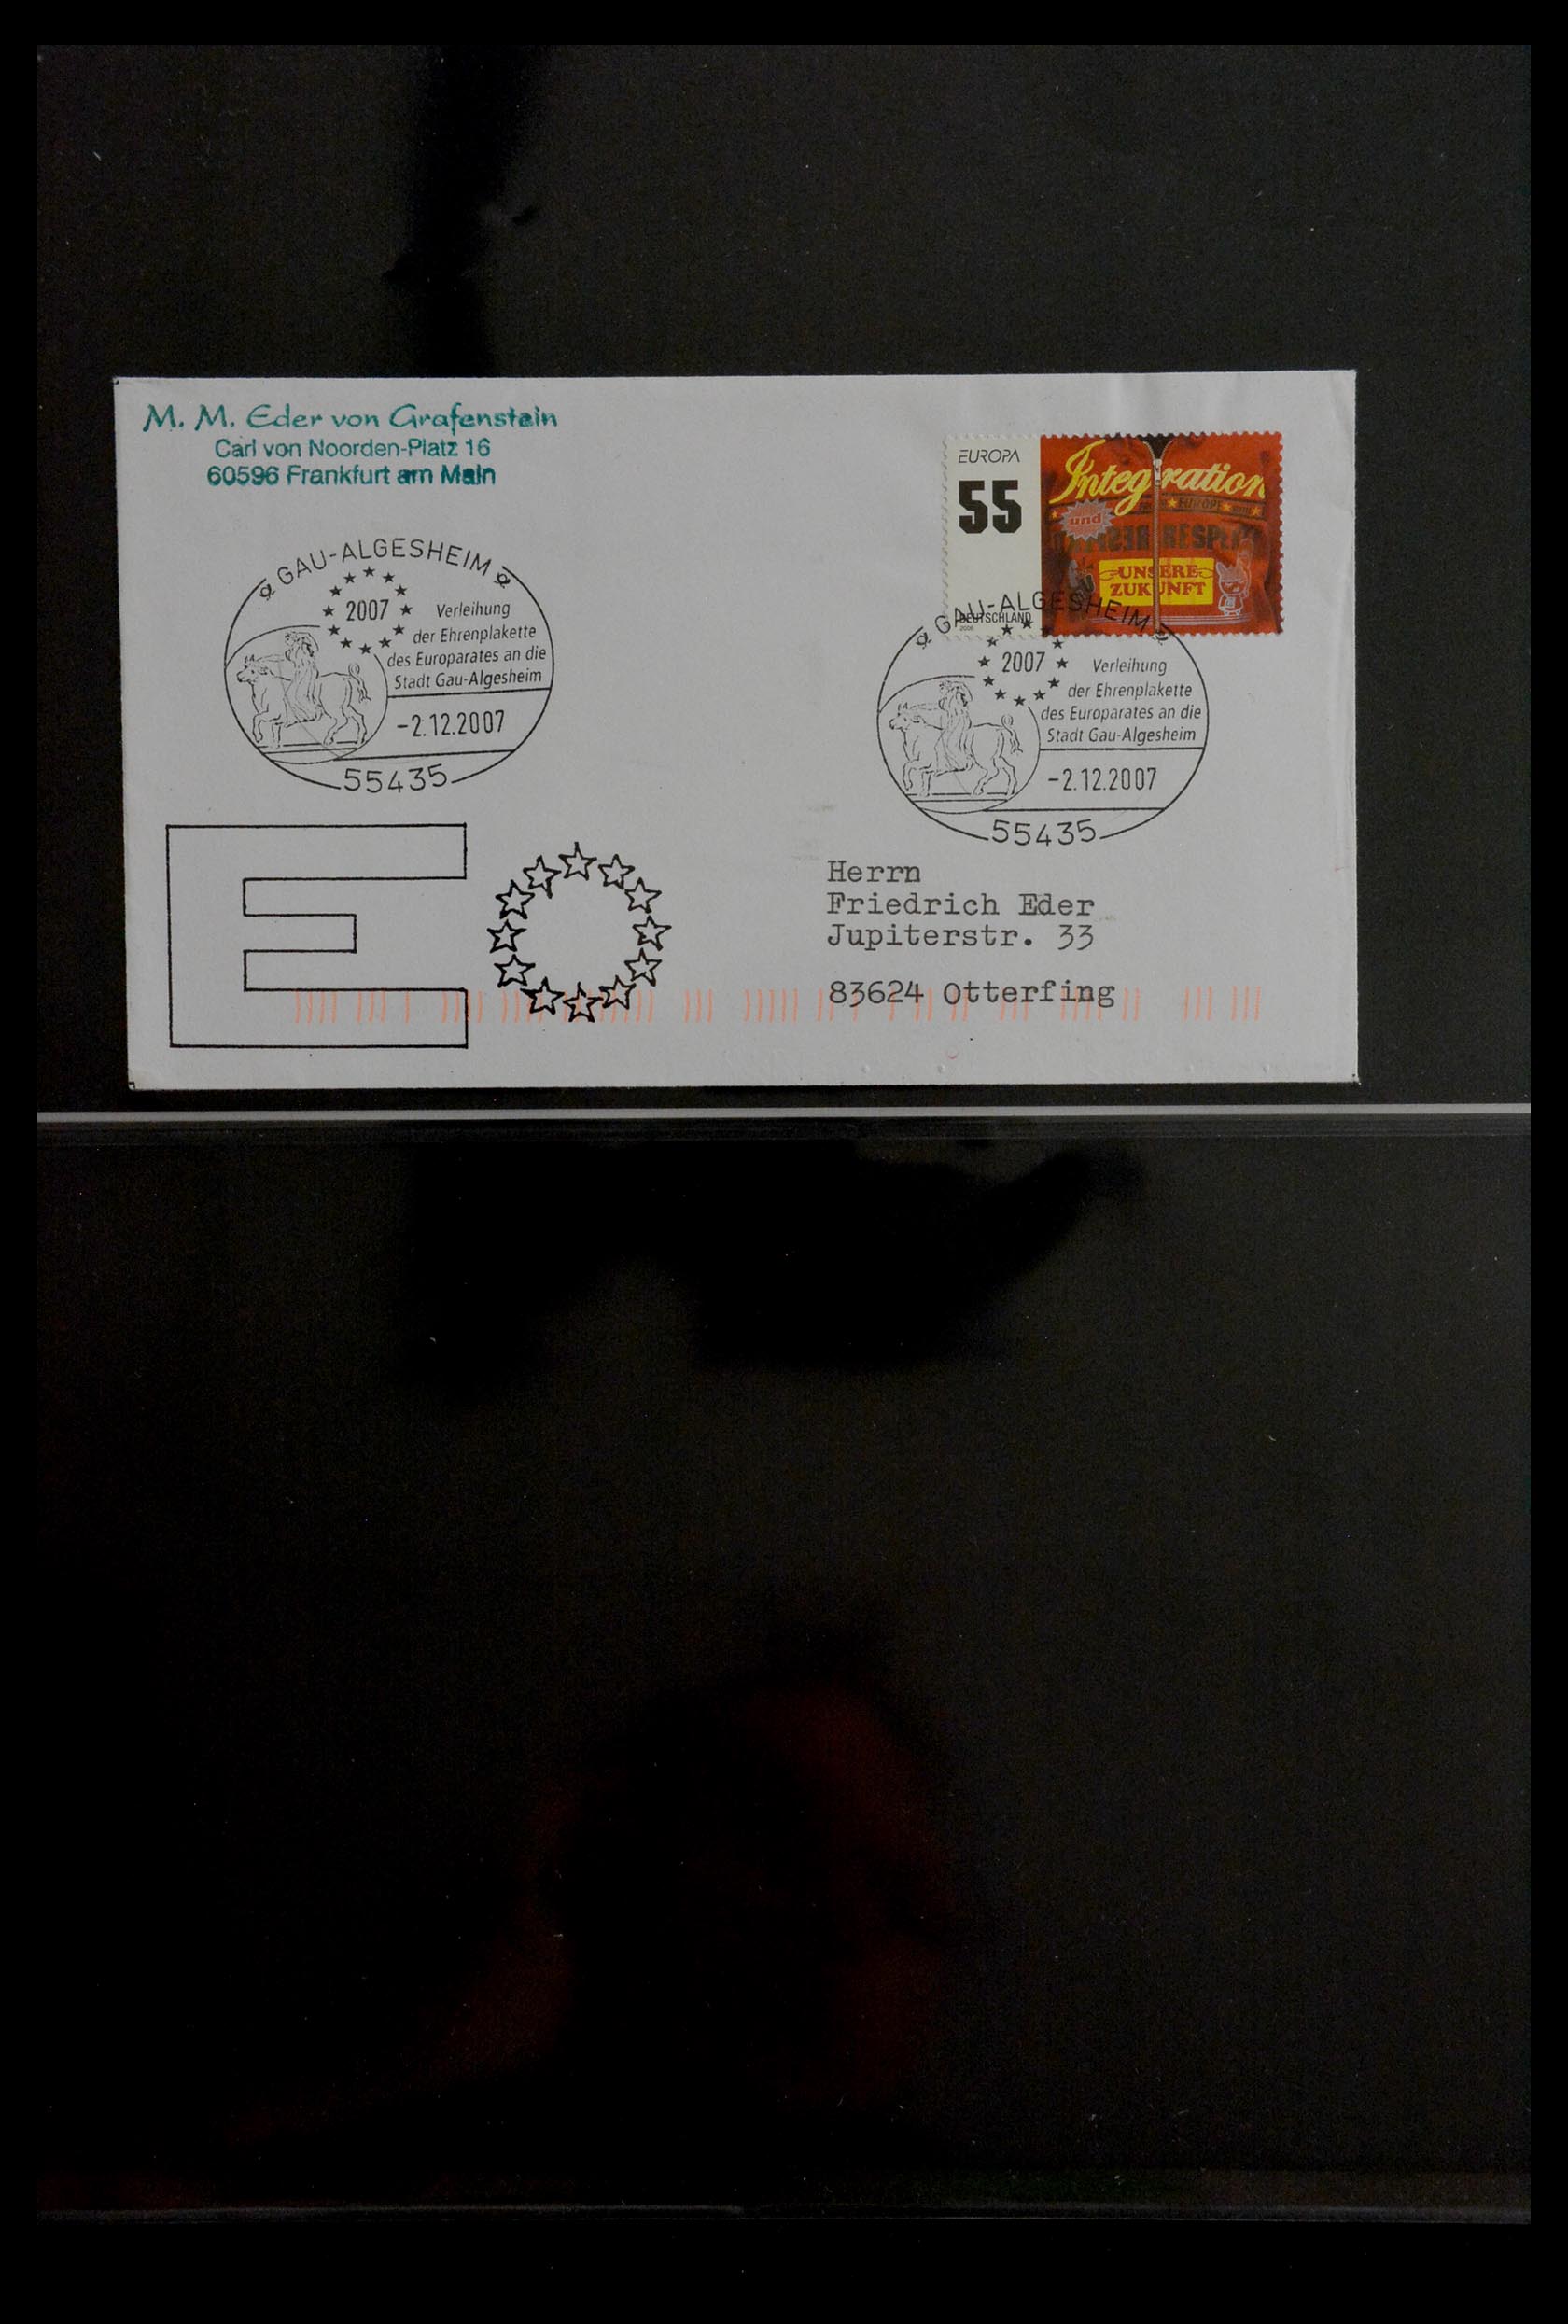 M. M. Eder von Grafenstein
Carl von Noorden-Platz 16
60596 Frankfurt am Main
EUROPA
55
DEUTSCHLAND
Integration
und
EUROPE
UNSERE
ZUKUNFT
GAU-ALGESHEIM
2007
Verleihung
der Ehrenplakette
des Europarates an die
Stadt Gau-Algesheim
-2.12.2007
55435
GAU-ALGESHEIM
2007
Verleihung
der Ehrenplakette
des Europarates an die
Stadt Gau-Algesheim
-2.12.2007
55435
E
Herrn
Friedrich Eder
Jupiterstr. 33
83624 Otterfing